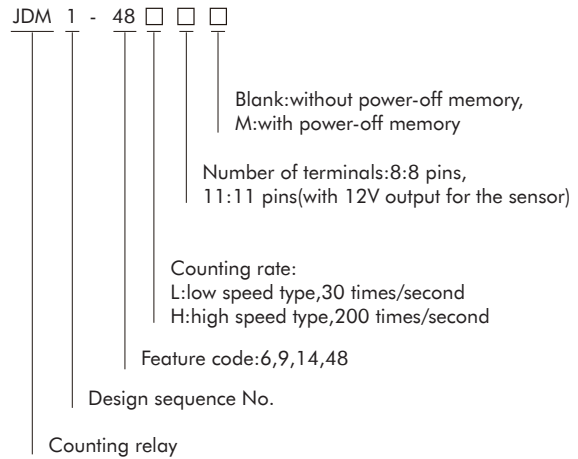 JDM 1 - 48 □ □ □
Blank:without power-off memory,
M:with power-off memory
Number of terminals:8:8 pins,
11:11 pins(with 12V output for the sensor)
Counting rate:
L:low speed type,30 times/second
H:high speed type,200 times/second
Feature code:6,9,14,48
Design sequence No.
Counting relay